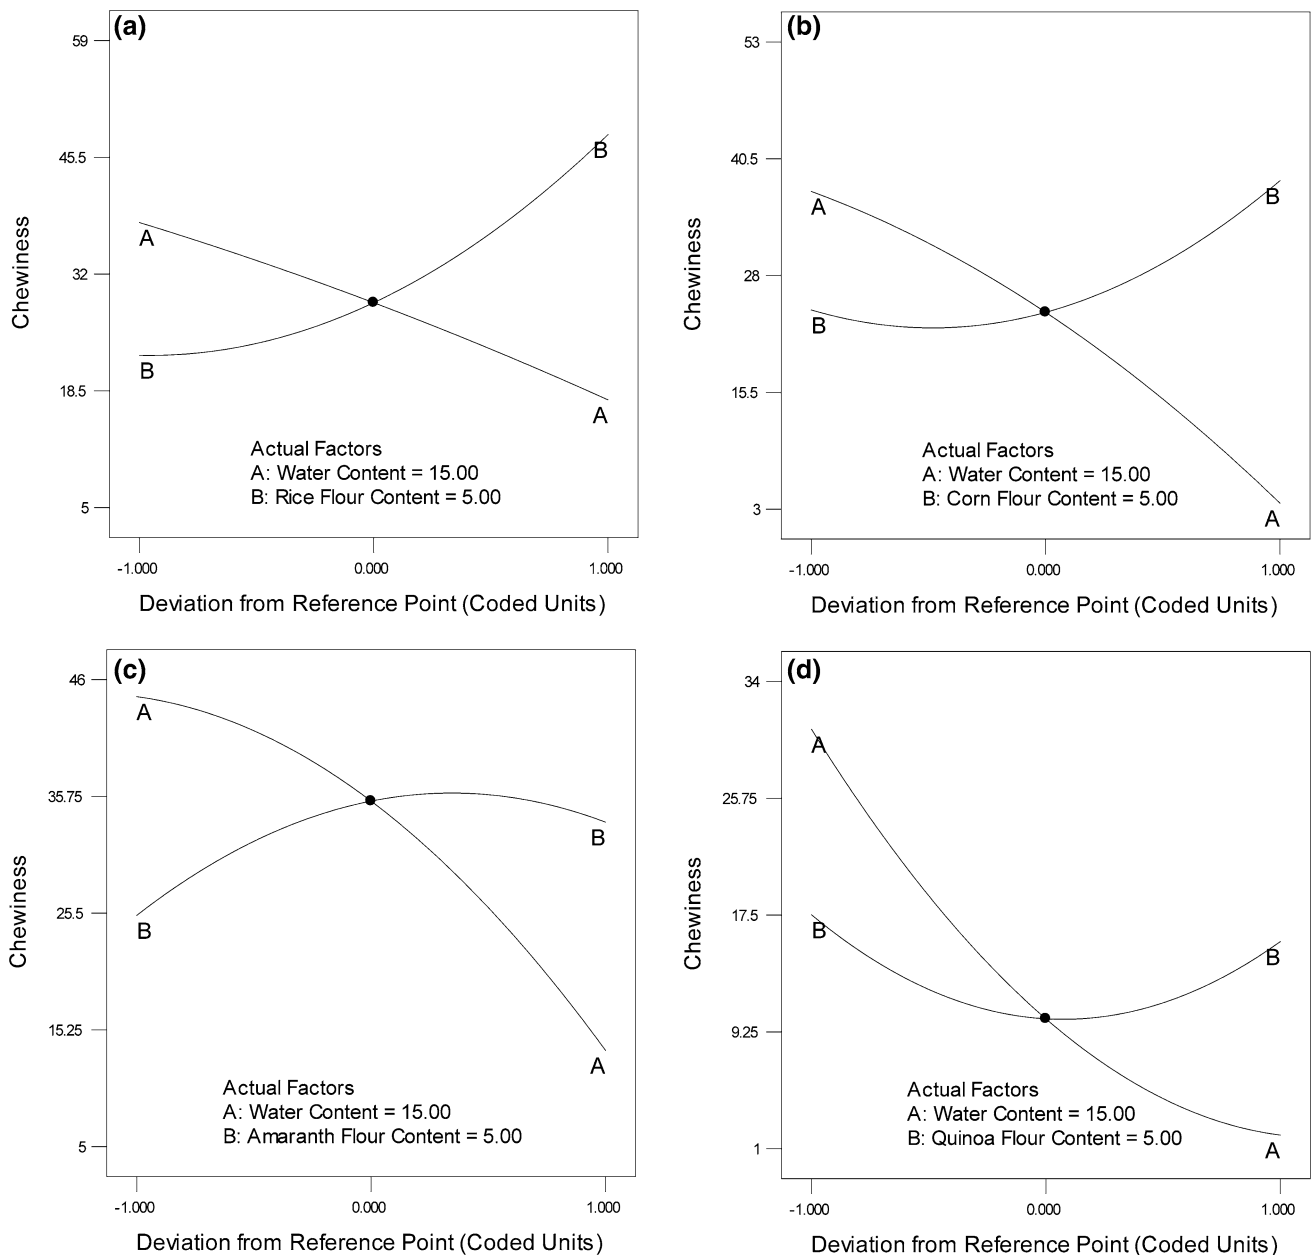 (a)
59
45.5
32
18.5
5
Chewiness
A
B
B
A
Actual Factors
A: Water Content = 15.00
B: Rice Flour Content = 5.00
-1.000
0.000
1.000
Deviation from Reference Point (Coded Units)
(b)
53
40.5
28
15.5
3
Chewiness
A
B
B
A
Actual Factors
A: Water Content = 15.00
B: Corn Flour Content = 5.00
-1.000
0.000
1.000
Deviation from Reference Point (Coded Units)
(c)
46
35.75
25.5
15.25
5
Chewiness
A
B
B
A
Actual Factors
A: Water Content = 15.00
B: Amaranth Flour Content = 5.00
-1.000
0.000
1.000
Deviation from Reference Point (Coded Units)
(d)
34
25.75
17.5
9.25
1
Chewiness
A
B
B
A
Actual Factors
A: Water Content = 15.00
B: Quinoa Flour Content = 5.00
-1.000
0.000
1.000
Deviation from Reference Point (Coded Units)